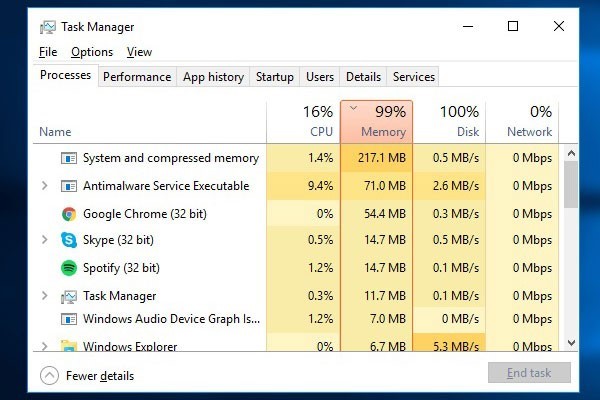 Task Manager
File Options View
Processes Performance App history Startup Users Details Services
16% 99% 100% 0%
Name CPU Memory Disk Network
System and compressed memory 1.4% 217.1 MB 0.5 MB/s 0 Mbps
Antimalware Service Executable 9.4% 71.0 MB 2.6 MB/s 0 Mbps
Google Chrome (32 bit) 0% 54.4 MB 0.3 MB/s 0 Mbps
Skype (32 bit) 0.5% 14.7 MB 0.5 MB/s 0 Mbps
Spotify (32 bit) 1.2% 14.7 MB 0.1 MB/s 0 Mbps
Task Manager 0.3% 11.7 MB 0.1 MB/s 0 Mbps
Windows Audio Device Graph Is... 1.2% 7.0 MB 0 MB/s 0 Mbps
Windows Explorer 0% 6.7 MB 5.3 MB/s 0 Mbps
Fewer details End task